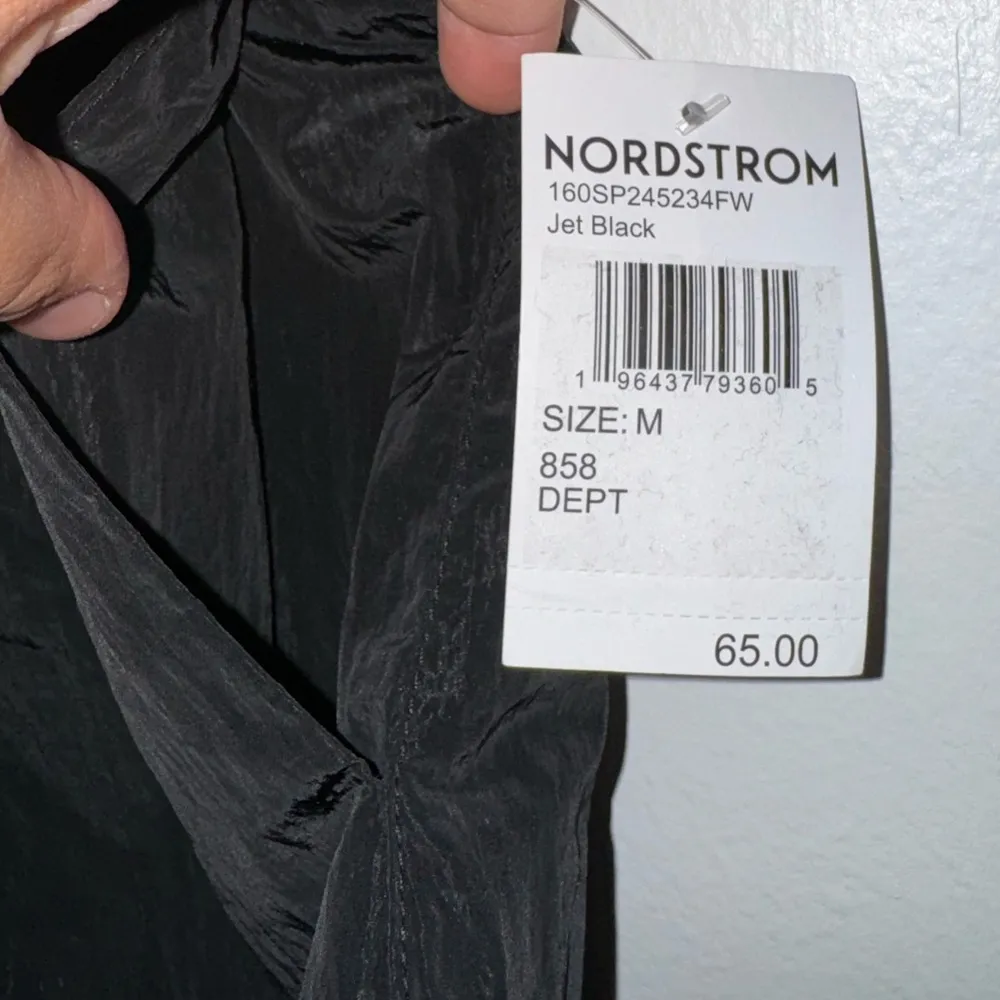 NORDSTROM
160SP245234FW
Jet Black
1 96437 79360 5
SIZE: M
858
DEPT
65.00